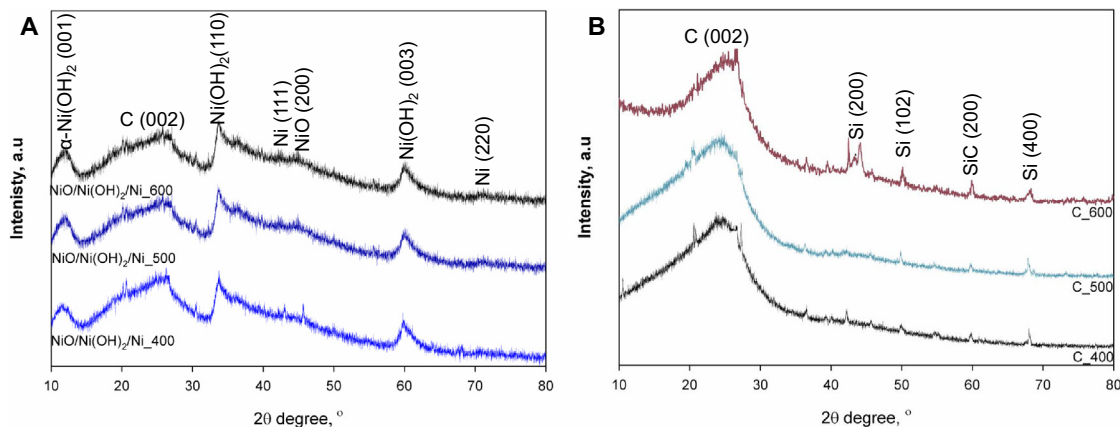 A
Intenisty, a.u
α-Ni(OH)2 (001)
C (002)
Ni(OH)2(110)
Ni (111)
NiO (200)
Ni(OH)2 (003)
Ni (220)
NiO/Ni(OH)2/Ni_600
NiO/Ni(OH)2/Ni_500
NiO/Ni(OH)2/Ni_400
10 20 30 40 50 60 70 80
2θ degree, °
B
Intensity, a.u
C (002)
Si (200)
Si (102)
SiC (200)
Si (400)
C_600
C_500
C_400
10 20 30 40 50 60 70 80
2θ degree, °